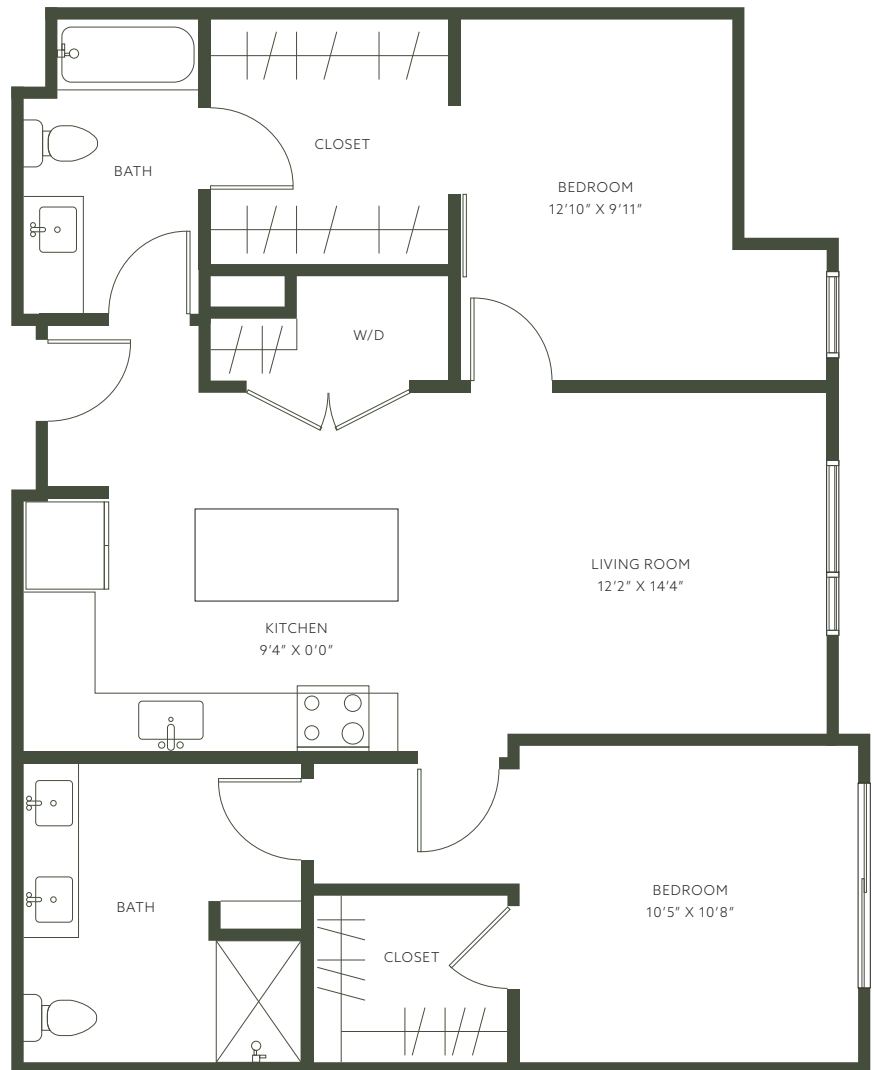 BATH
CLOSET
BEDROOM
12’10” X 9’11”
W/D
LIVING ROOM
12’2” X 14’4”
KITCHEN
9’4” X 0’0”
BEDROOM
10’5” X 10’8”
BATH
CLOSET